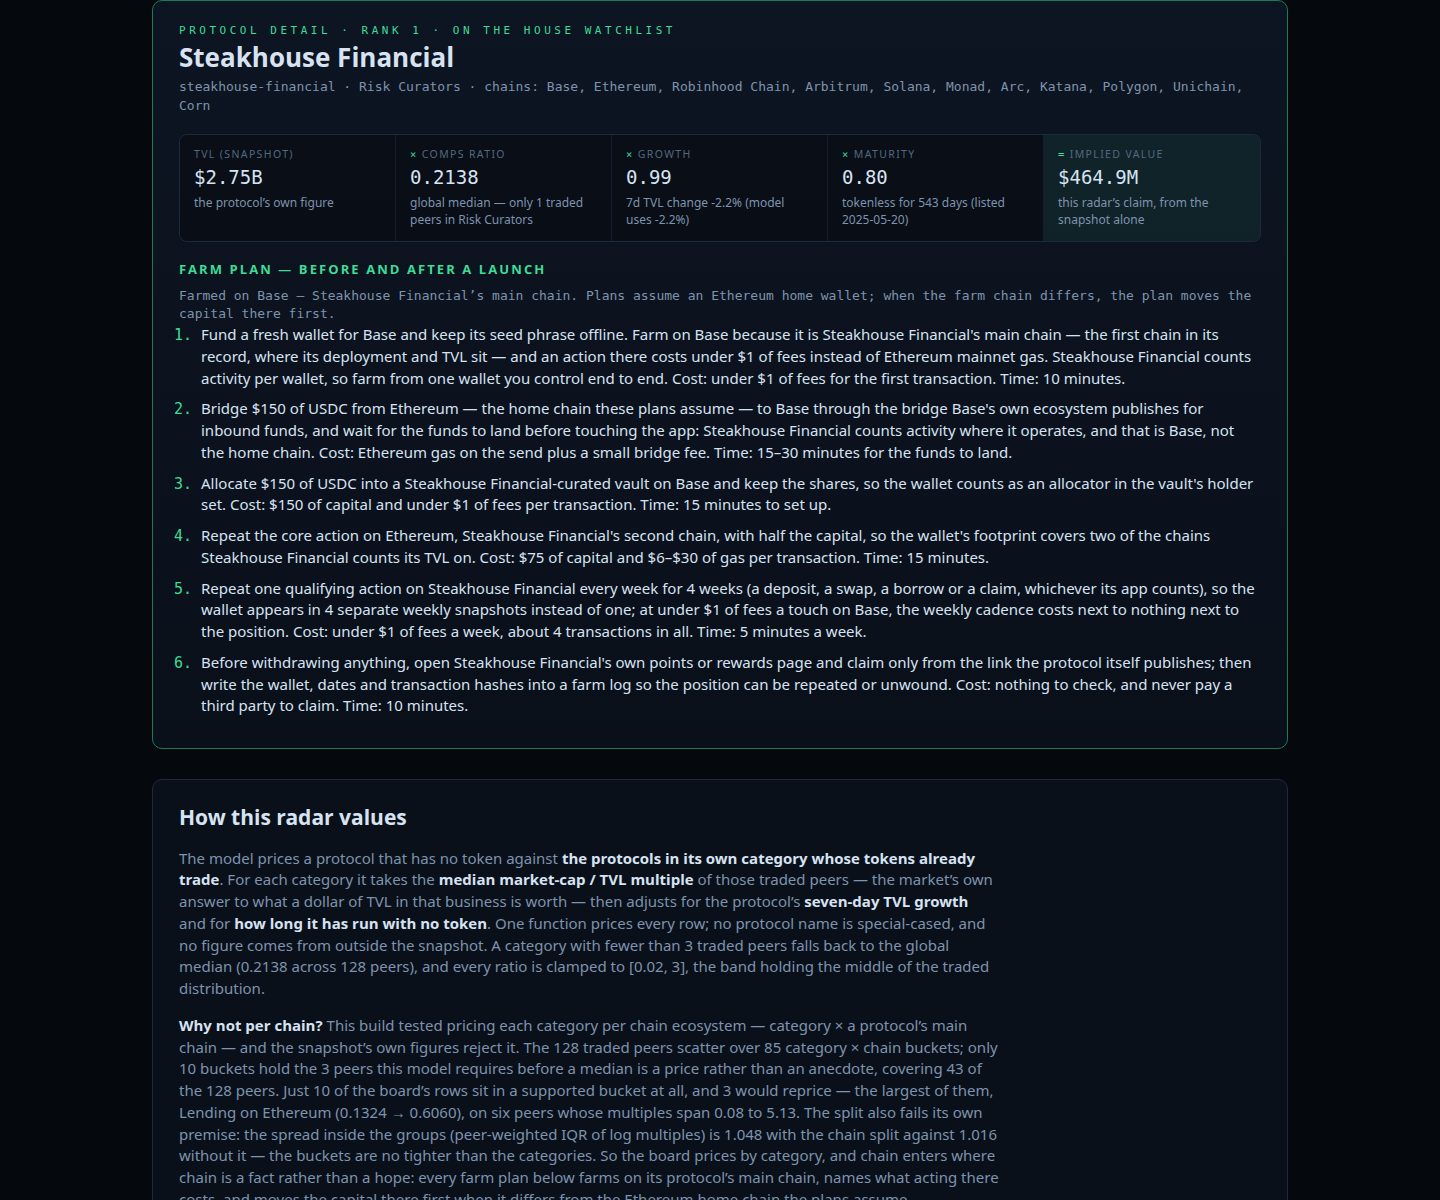 PROTOCOL DETAIL · RANK 1 · ON THE HOUSE WATCHLIST
Steakhouse Financial
steakhouse-financial · Risk Curators · chains: Base, Ethereum, Robinhood Chain, Arbitrum, Solana, Monad, Arc, Katana, Polygon, Unichain,
Corn
TVL (SNAPSHOT)
$2.75B
the protocol's own figure
× COMPS RATIO
0.2138
global median — only 1 traded
peers in Risk Curators
× GROWTH
0.99
7d TVL change -2.2% (model
uses -2.2%)
× MATURITY
0.80
tokenless for 543 days (listed
2025-05-20)
= IMPLIED VALUE
$464.9M
this radar's claim, from the
snapshot alone
FARM PLAN — BEFORE AND AFTER A LAUNCH
Farmed on Base — Steakhouse Financial's main chain. Plans assume an Ethereum home wallet; when the farm chain differs, the plan moves the
capital there first.
1. Fund a fresh wallet for Base and keep its seed phrase offline. Farm on Base because it is Steakhouse Financial's main chain — the first chain in its
record, where its deployment and TVL sit — and an action there costs under $1 of fees instead of Ethereum mainnet gas. Steakhouse Financial counts
activity per wallet, so farm from one wallet you control end to end. Cost: under $1 of fees for the first transaction. Time: 10 minutes.
2. Bridge $150 of USDC from Ethereum — the home chain these plans assume — to Base through the bridge Base's own ecosystem publishes for
inbound funds, and wait for the funds to land before touching the app: Steakhouse Financial counts activity where it operates, and that is Base, not
the home chain. Cost: Ethereum gas on the send plus a small bridge fee. Time: 15–30 minutes for the funds to land.
3. Allocate $150 of USDC into a Steakhouse Financial-curated vault on Base and keep the shares, so the wallet counts as an allocator in the vault's holder
set. Cost: $150 of capital and under $1 of fees per transaction. Time: 15 minutes to set up.
4. Repeat the core action on Ethereum, Steakhouse Financial's second chain, with half the capital, so the wallet's footprint covers two of the chains
Steakhouse Financial counts its TVL on. Cost: $75 of capital and $6–$30 of gas per transaction. Time: 15 minutes.
5. Repeat one qualifying action on Steakhouse Financial every week for 4 weeks (a deposit, a swap, a borrow or a claim, whichever its app counts), so the
wallet appears in 4 separate weekly snapshots instead of one; at under $1 of fees a touch on Base, the weekly cadence costs next to nothing next to
the position. Cost: under $1 of fees a week, about 4 transactions in all. Time: 5 minutes a week.
6. Before withdrawing anything, open Steakhouse Financial's own points or rewards page and claim only from the link the protocol itself publishes; then
write the wallet, dates and transaction hashes into a farm log so the position can be repeated or unwound. Cost: nothing to check, and never pay a
third party to claim. Time: 10 minutes.
How this radar values
The model prices a protocol that has no token against the protocols in its own category whose tokens already
trade. For each category it takes the median market-cap / TVL multiple of those traded peers — the market's own
answer to what a dollar of TVL in that business is worth — then adjusts for the protocol's seven-day TVL growth
and for how long it has run with no token. One function prices every row; no protocol name is special-cased, and
no figure comes from outside the snapshot. A category with fewer than 3 traded peers falls back to the global
median (0.2138 across 128 peers), and every ratio is clamped to [0.02, 3], the band holding the middle of the traded
distribution.
Why not per chain? This build tested pricing each category per chain ecosystem — category × a protocol's main
chain — and the snapshot's own figures reject it. The 128 traded peers scatter over 85 category × chain buckets; only
10 buckets hold the 3 peers this model requires before a median is a price rather than an anecdote, covering 43 of
the 128 peers. Just 10 of the board's rows sit in a supported bucket at all, and 3 would reprice — the largest of them,
Lending on Ethereum (0.1324 → 0.6060), on six peers whose multiples span 0.08 to 5.13. The split also fails its own
premise: the spread inside the groups (peer-weighted IQR of log multiples) is 1.048 with the chain split against 1.016
without it — the buckets are no tighter than the categories. So the board prices by category, and chain enters where
chain is a fact rather than a hope: every farm plan below farms on its protocol's main chain, names what acting there
costs, and moves the capital there first when it differs from the Ethereum home chain the plans assume.